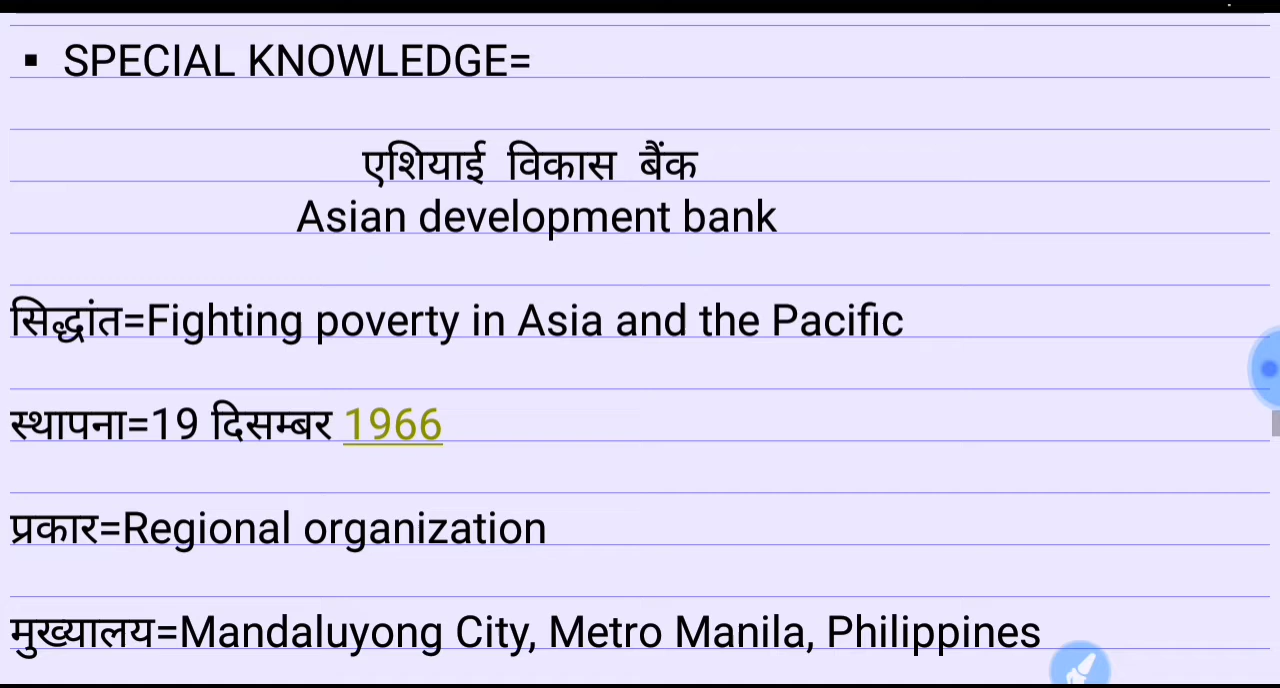 ▪ SPECIAL KNOWLEDGE=
एशियाई विकास बैंक
Asian development bank
सिद्धांत=Fighting poverty in Asia and the Pacific
स्थापना=19 दिसम्बर 1966
प्रकार=Regional organization
मुख्यालय=Mandaluyong City, Metro Manila, Philippines